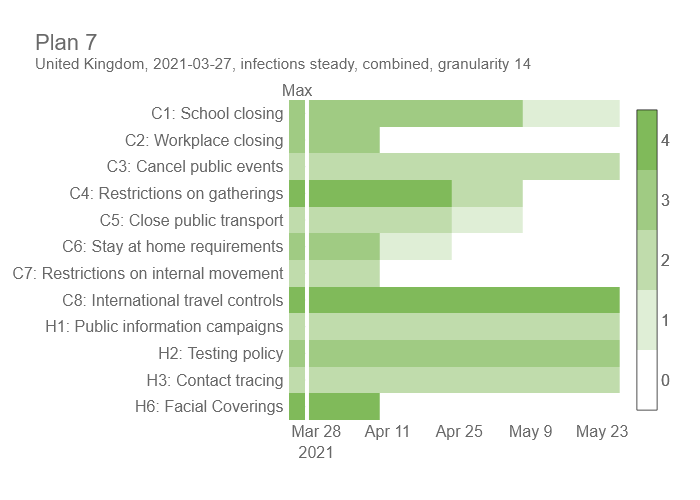 Plan 7
United Kingdom, 2021-03-27, infections steady, combined, granularity 14
Max
C1: School closing
C2: Workplace closing
C3: Cancel public events
C4: Restrictions on gatherings
C5: Close public transport
C6: Stay at home requirements
C7: Restrictions on internal movement
C8: International travel controls
H1: Public information campaigns
H2: Testing policy
H3: Contact tracing
H6: Facial Coverings
Mar 28 Apr 11 Apr 25 May 9 May 23
2021
4
3
2
1
0